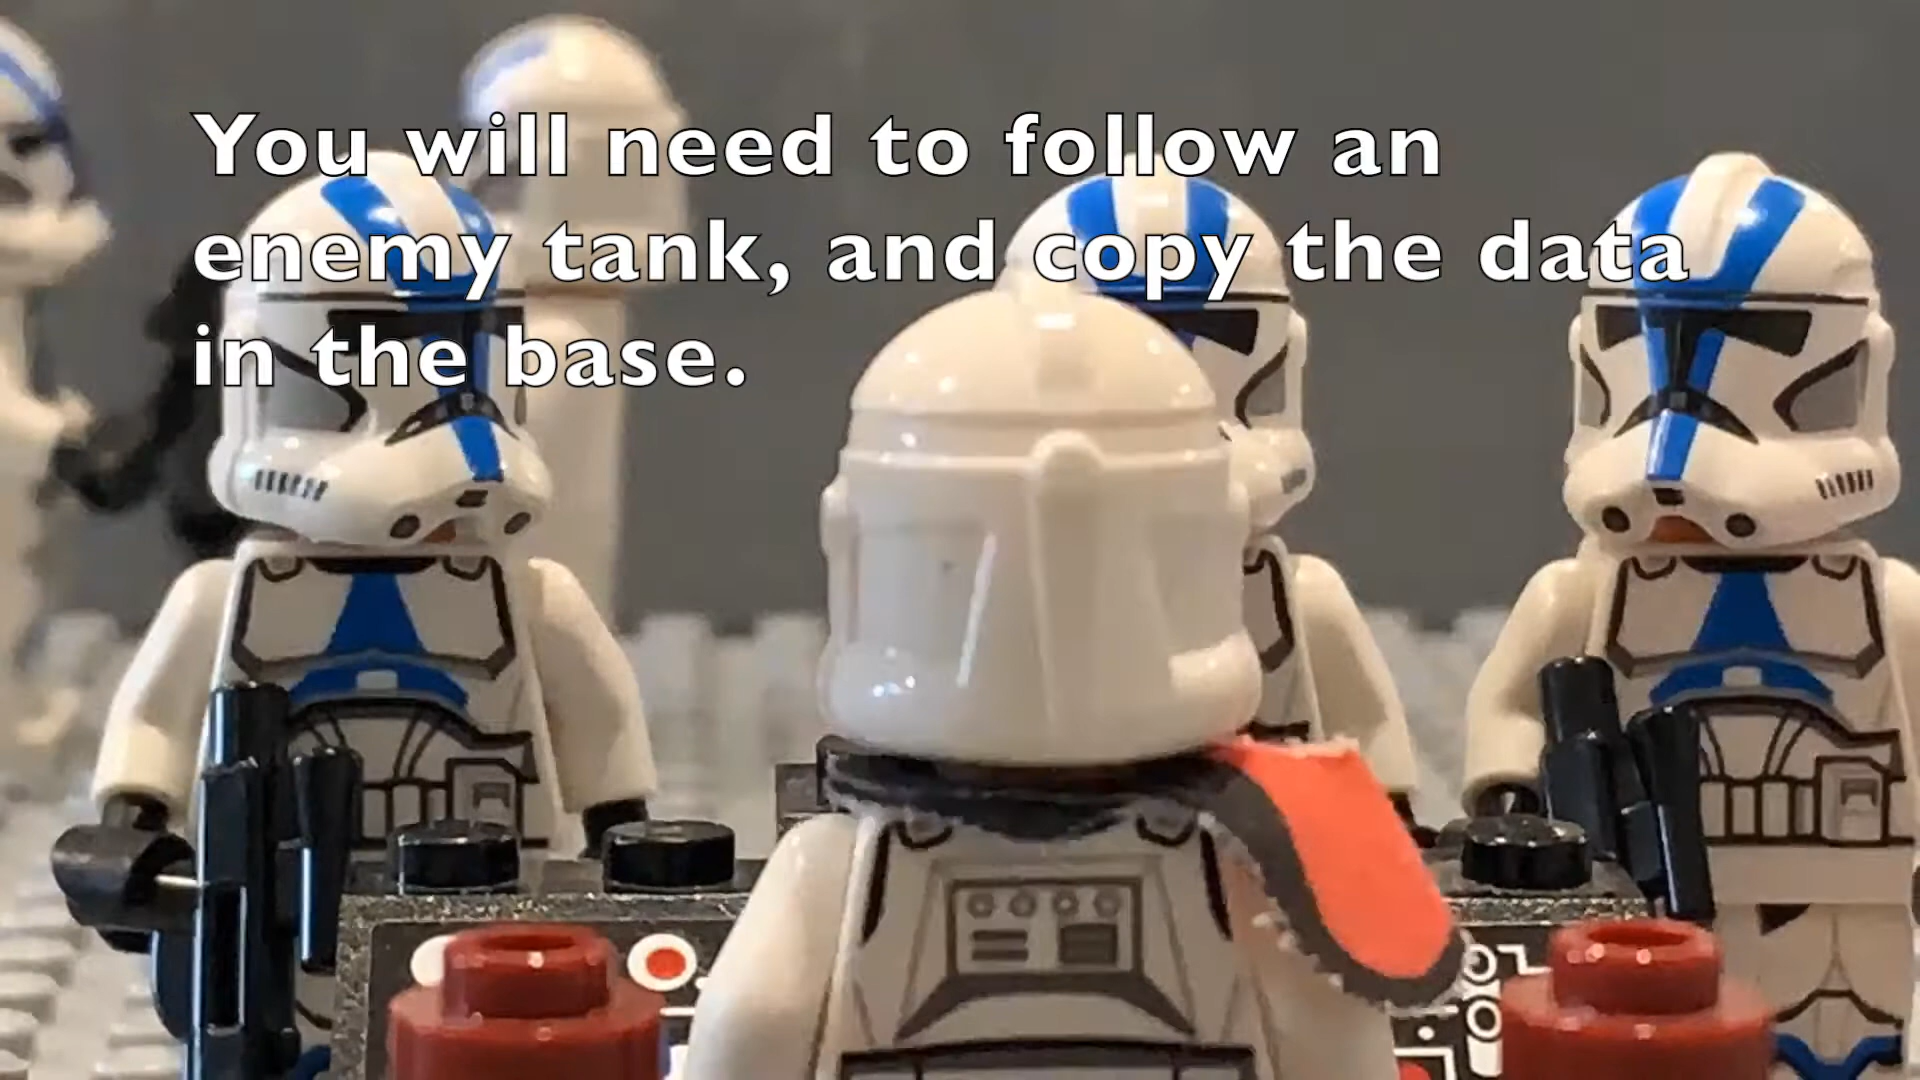 You will need to follow an
enemy tank, and copy the data
in the base.